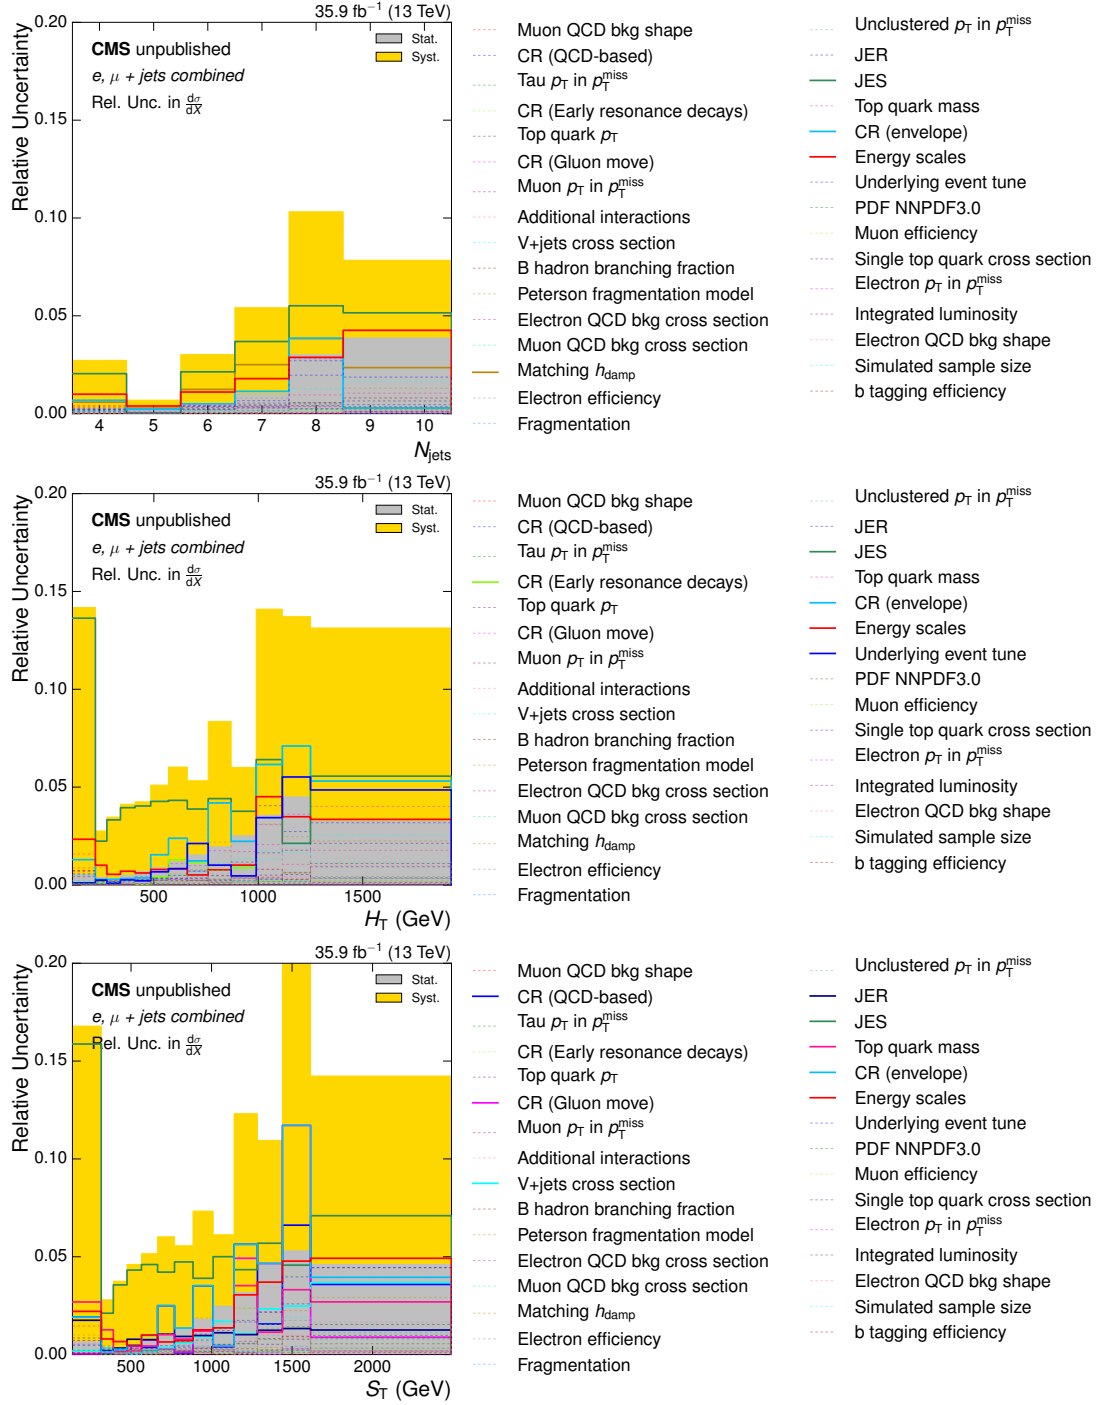 35.9 fb⁻¹ (13 TeV)
Relative Uncertainty
0.20
0.15
0.10
0.05
0.00
CMS unpublished
e, μ + jets combined
Rel. Unc. in dσ/dX
Stat.
Syst.
4 5 6 7 8 9 10
N_jets
Muon QCD bkg shape
CR (QCD-based)
Tau p_T in p_T^miss
CR (Early resonance decays)
Top quark p_T
CR (Gluon move)
Muon p_T in p_T^miss
Additional interactions
V+jets cross section
B hadron branching fraction
Peterson fragmentation model
Electron QCD bkg cross section
Muon QCD bkg cross section
Matching h_damp
Electron efficiency
Fragmentation
Unclustered p_T in p_T^miss
JER
JES
Top quark mass
CR (envelope)
Energy scales
Underlying event tune
PDF NNPDF3.0
Muon efficiency
Single top quark cross section
Electron p_T in p_T^miss
Integrated luminosity
Electron QCD bkg shape
Simulated sample size
b tagging efficiency
35.9 fb⁻¹ (13 TeV)
Relative Uncertainty
0.20
0.15
0.10
0.05
0.00
CMS unpublished
e, μ + jets combined
Rel. Unc. in dσ/dX
Stat.
Syst.
500 1000 1500
H_T (GeV)
Muon QCD bkg shape
CR (QCD-based)
Tau p_T in p_T^miss
CR (Early resonance decays)
Top quark p_T
CR (Gluon move)
Muon p_T in p_T^miss
Additional interactions
V+jets cross section
B hadron branching fraction
Peterson fragmentation model
Electron QCD bkg cross section
Muon QCD bkg cross section
Matching h_damp
Electron efficiency
Fragmentation
Unclustered p_T in p_T^miss
JER
JES
Top quark mass
CR (envelope)
Energy scales
Underlying event tune
PDF NNPDF3.0
Muon efficiency
Single top quark cross section
Electron p_T in p_T^miss
Integrated luminosity
Electron QCD bkg shape
Simulated sample size
b tagging efficiency
35.9 fb⁻¹ (13 TeV)
Relative Uncertainty
0.20
0.15
0.10
0.05
0.00
CMS unpublished
e, μ + jets combined
Rel. Unc. in dσ/dX
Stat.
Syst.
500 1000 1500 2000
S_T (GeV)
Muon QCD bkg shape
CR (QCD-based)
Tau p_T in p_T^miss
CR (Early resonance decays)
Top quark p_T
CR (Gluon move)
Muon p_T in p_T^miss
Additional interactions
V+jets cross section
B hadron branching fraction
Peterson fragmentation model
Electron QCD bkg cross section
Muon QCD bkg cross section
Matching h_damp
Electron efficiency
Fragmentation
Unclustered p_T in p_T^miss
JER
JES
Top quark mass
CR (envelope)
Energy scales
Underlying event tune
PDF NNPDF3.0
Muon efficiency
Single top quark cross section
Electron p_T in p_T^miss
Integrated luminosity
Electron QCD bkg shape
Simulated sample size
b tagging efficiency